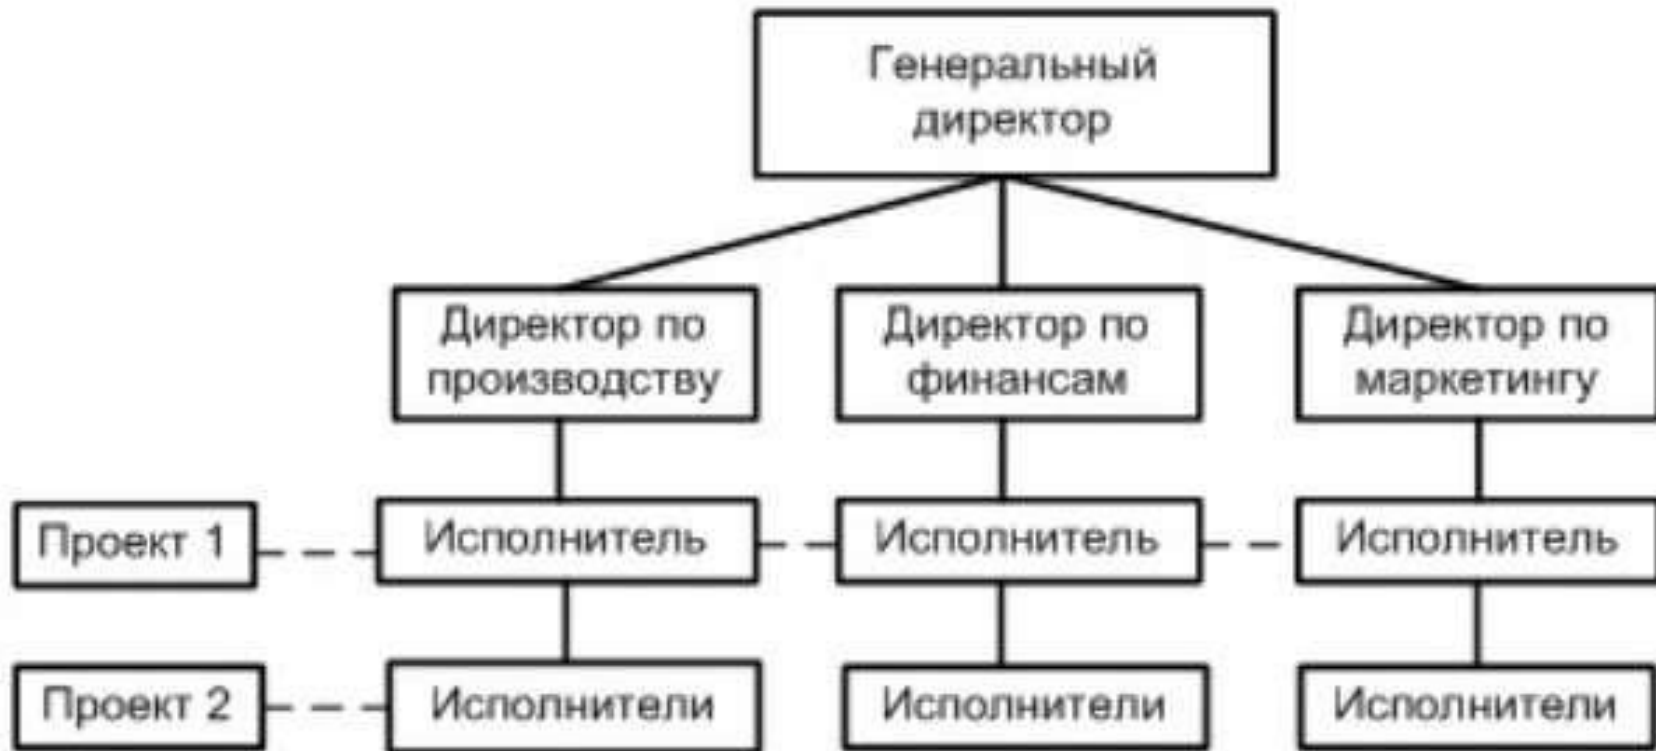 Генеральный
директор
Директор по
производству
Директор по
финансам
Директор по
маркетингу
Проект 1
Исполнитель
Исполнитель
Исполнитель
Проект 2
Исполнители
Исполнители
Исполнители